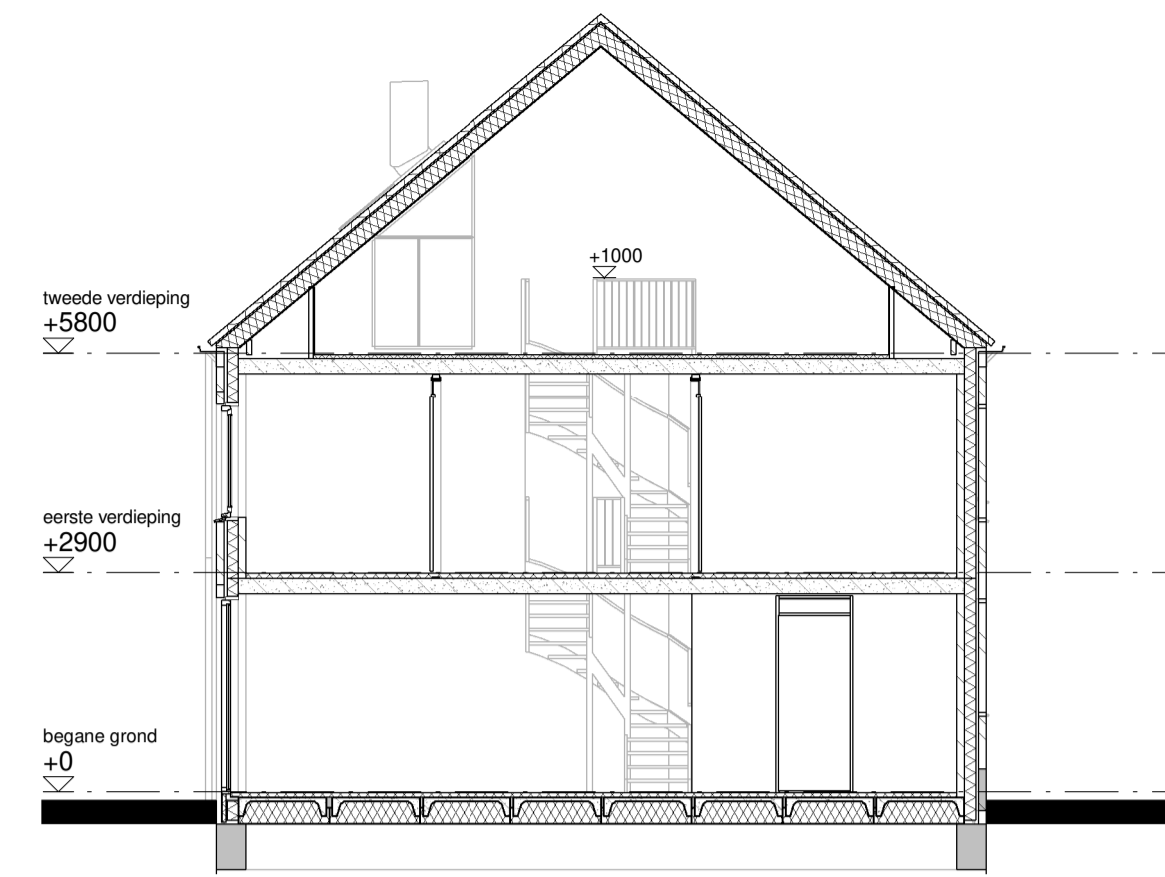 +1000
tweede verdieping
+5800
eerste verdieping
+2900
begane grond
+0